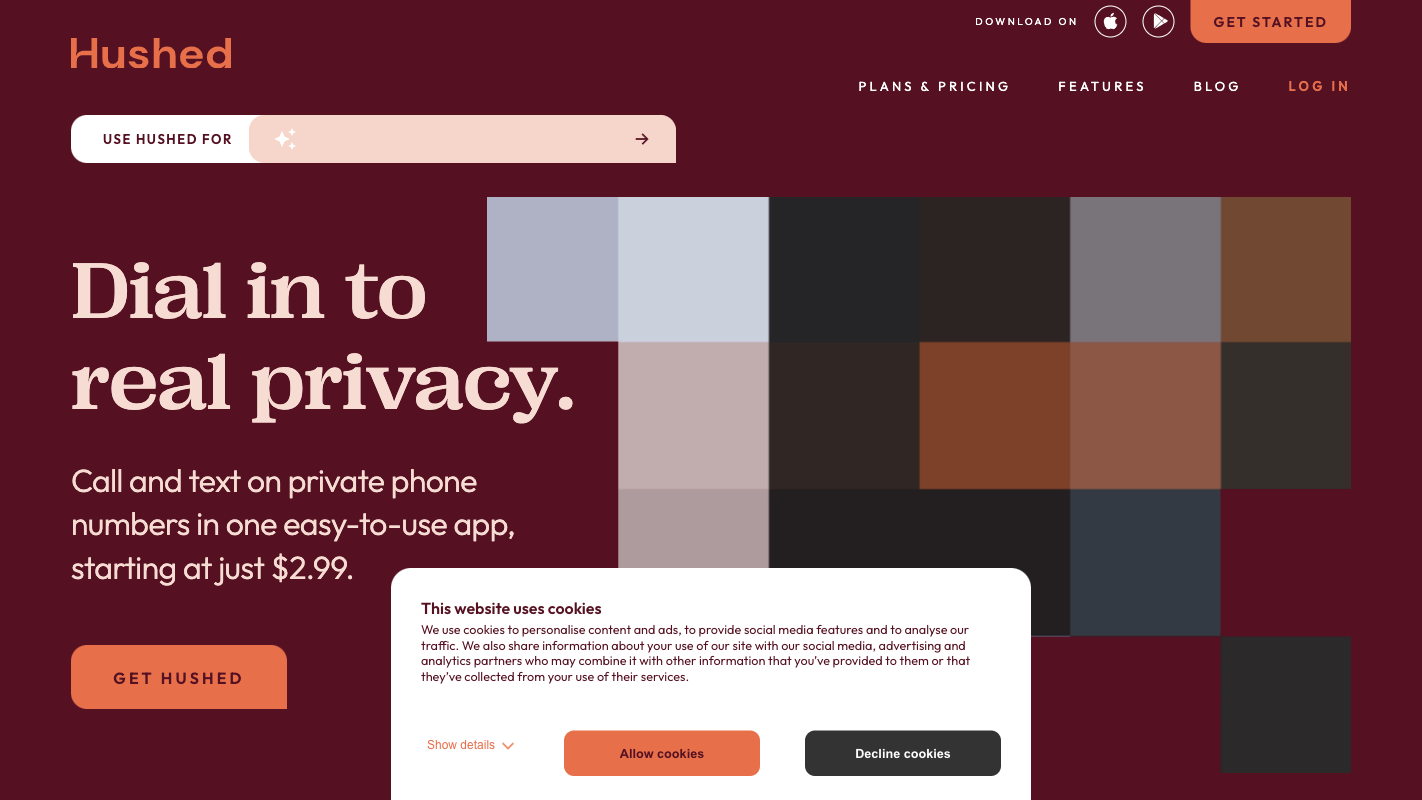 DOWNLOAD ON
GET STARTED
Hushed
PLANS & PRICING
FEATURES
BLOG
LOG IN
USE HUSHED FOR
Dial in to
real privacy.
Call and text on private phone
numbers in one easy-to-use app,
starting at just $2.99.
GET HUSHED
This website uses cookies
We use cookies to personalise content and ads, to provide social media features and to analyse our
traffic. We also share information about your use of our site with our social media, advertising and
analytics partners who may combine it with other information that you've provided to them or that
they've collected from your use of their services.
Show details
Allow cookies
Decline cookies